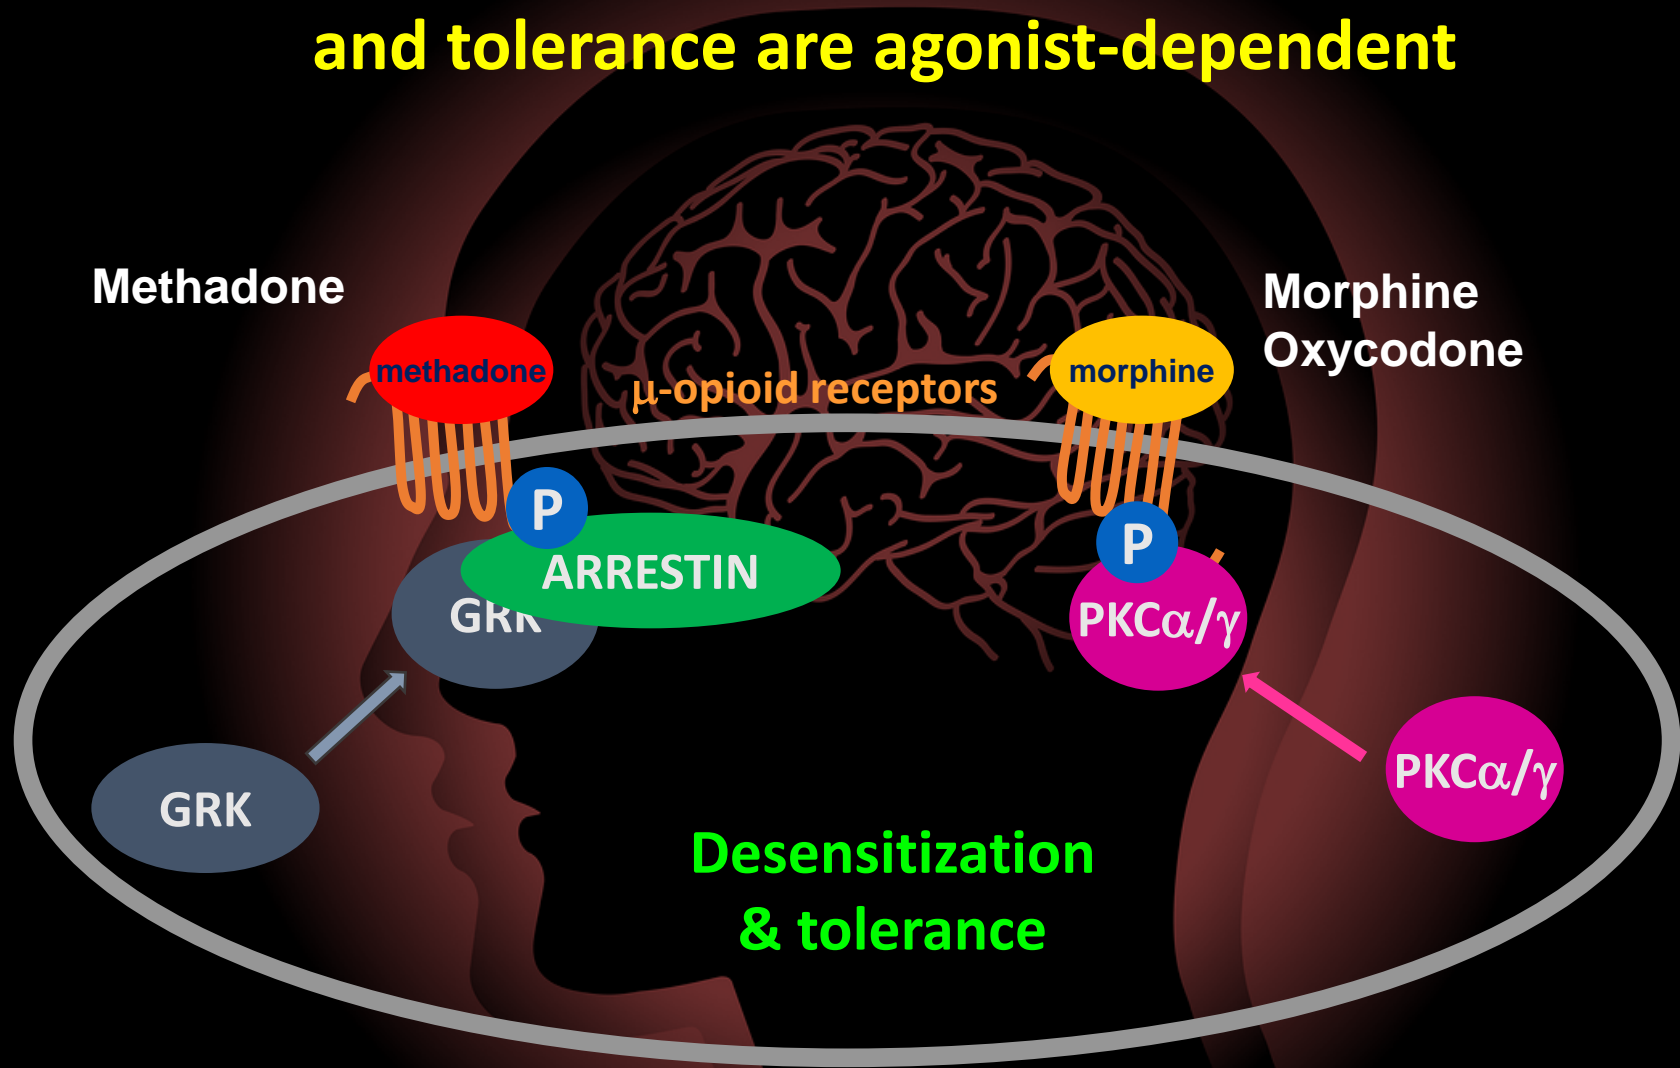 and tolerance are agonist-dependent
Methadone
Morphine
Oxycodone
methadone
μ-opioid receptors
morphine
P
P
ARRESTIN
GRK
PKCα/γ
PKCα/γ
GRK
Desensitization
& tolerance